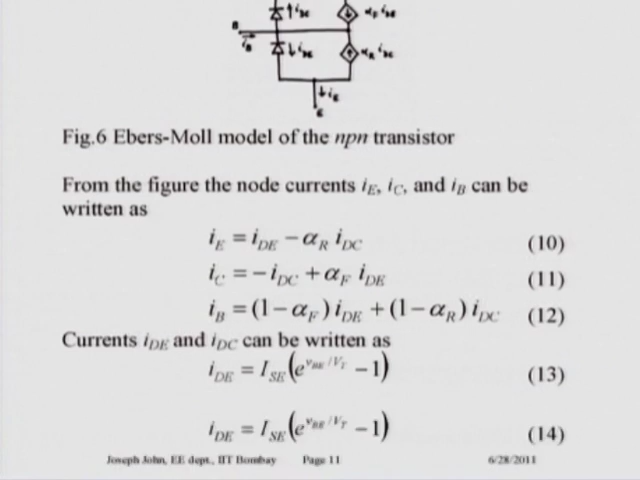 B
i_B
i_E
E
Fig.6 Ebers-Moll model of the npn transistor
From the figure the node currents i_E, i_C, and i_B can be
written as
i_E = i_DE − α_R i_DC (10)
i_C = −i_DC + α_F i_DE (11)
i_B = (1−α_F) i_DE + (1−α_R) i_DC (12)
Currents i_DE and i_DC can be written as
i_DE = I_SE (e^{v_BE/V_T} − 1) (13)
i_DE = I_SE (e^{v_BE/V_T} − 1) (14)
Joseph John, EE dept., IIT Bombay Page 11 6/28/2011